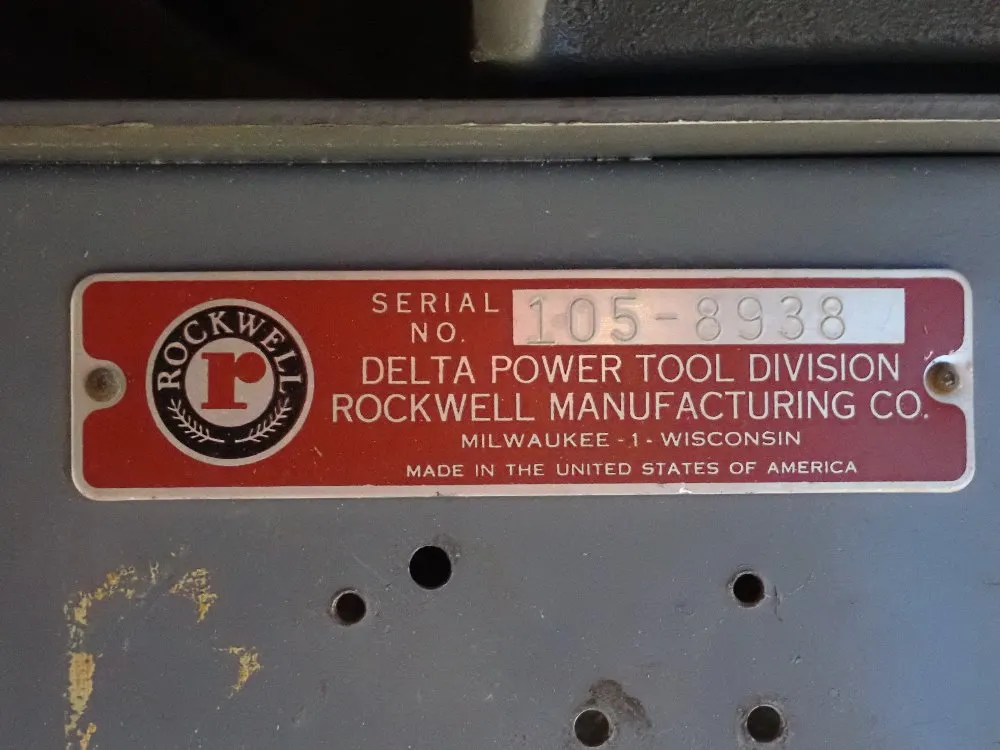 ROCKWELL
r
SERIAL NO. 105-8938
DELTA POWER TOOL DIVISION
ROCKWELL MANUFACTURING CO.
MILWAUKEE - 1 - WISCONSIN
MADE IN THE UNITED STATES OF AMERICA